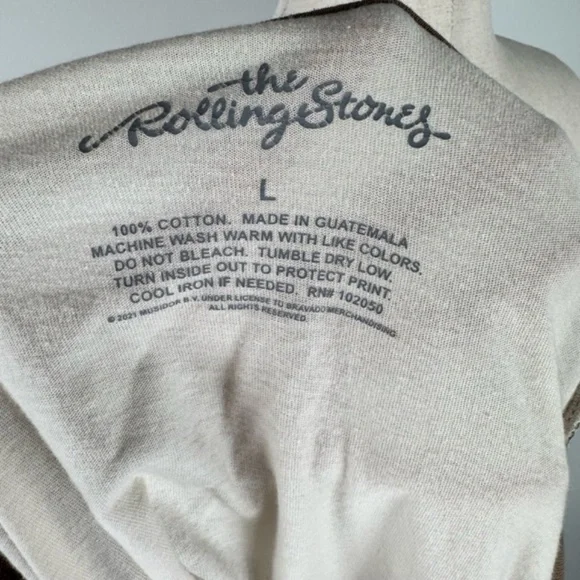 the
Rolling Stones
L
100% COTTON. MADE IN GUATEMALA
MACHINE WASH WARM WITH LIKE COLORS.
DO NOT BLEACH. TUMBLE DRY LOW.
TURN INSIDE OUT TO PROTECT PRINT.
COOL IRON IF NEEDED. RN# 102050
© 2021 MUSIDOR B.V. UNDER LICENSE TO BRAVADO MERCHANDISING
ALL RIGHTS RESERVED.